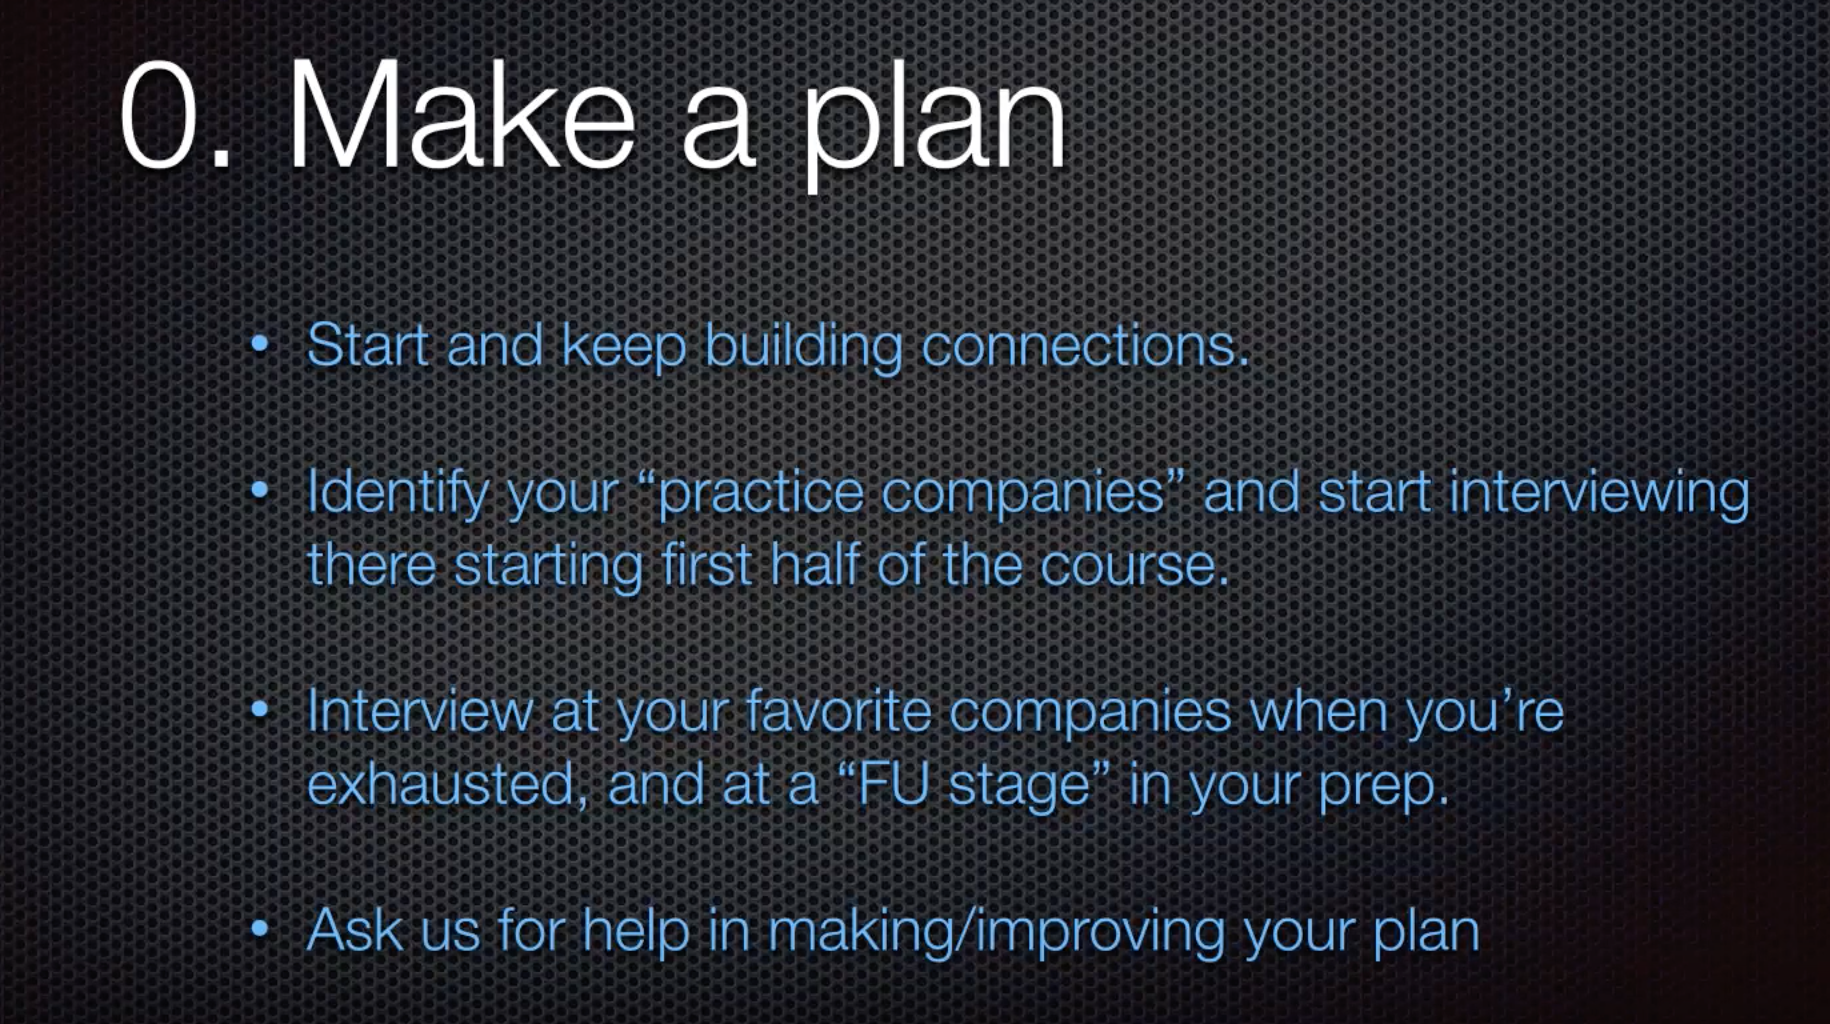 0. Make a plan
• Start and keep building connections.
• Identify your “practice companies” and start interviewing
there starting first half of the course.
• Interview at your favorite companies when you’re
exhausted, and at a “FU stage” in your prep.
• Ask us for help in making/improving your plan